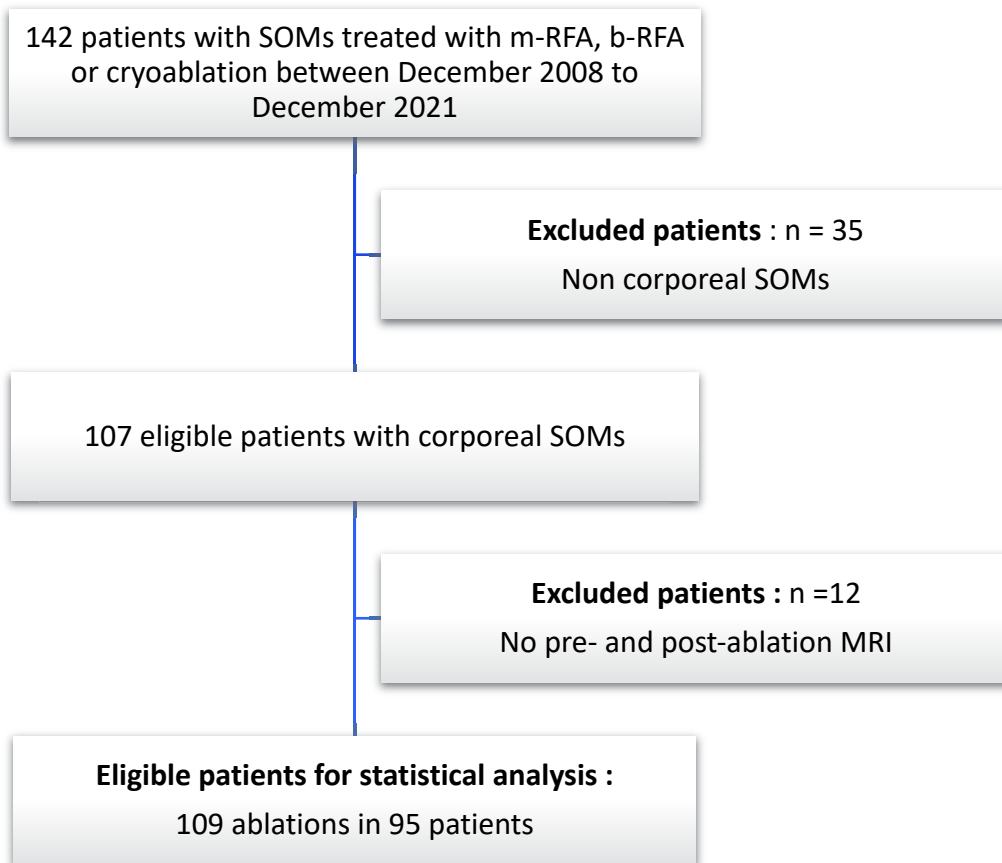 142 patients with SOMs treated with m-RFA, b-RFA
or cryoablation between December 2008 to
December 2021
Excluded patients : n = 35
Non corporeal SOMs
107 eligible patients with corporeal SOMs
Excluded patients : n =12
No pre- and post-ablation MRI
Eligible patients for statistical analysis :
109 ablations in 95 patients